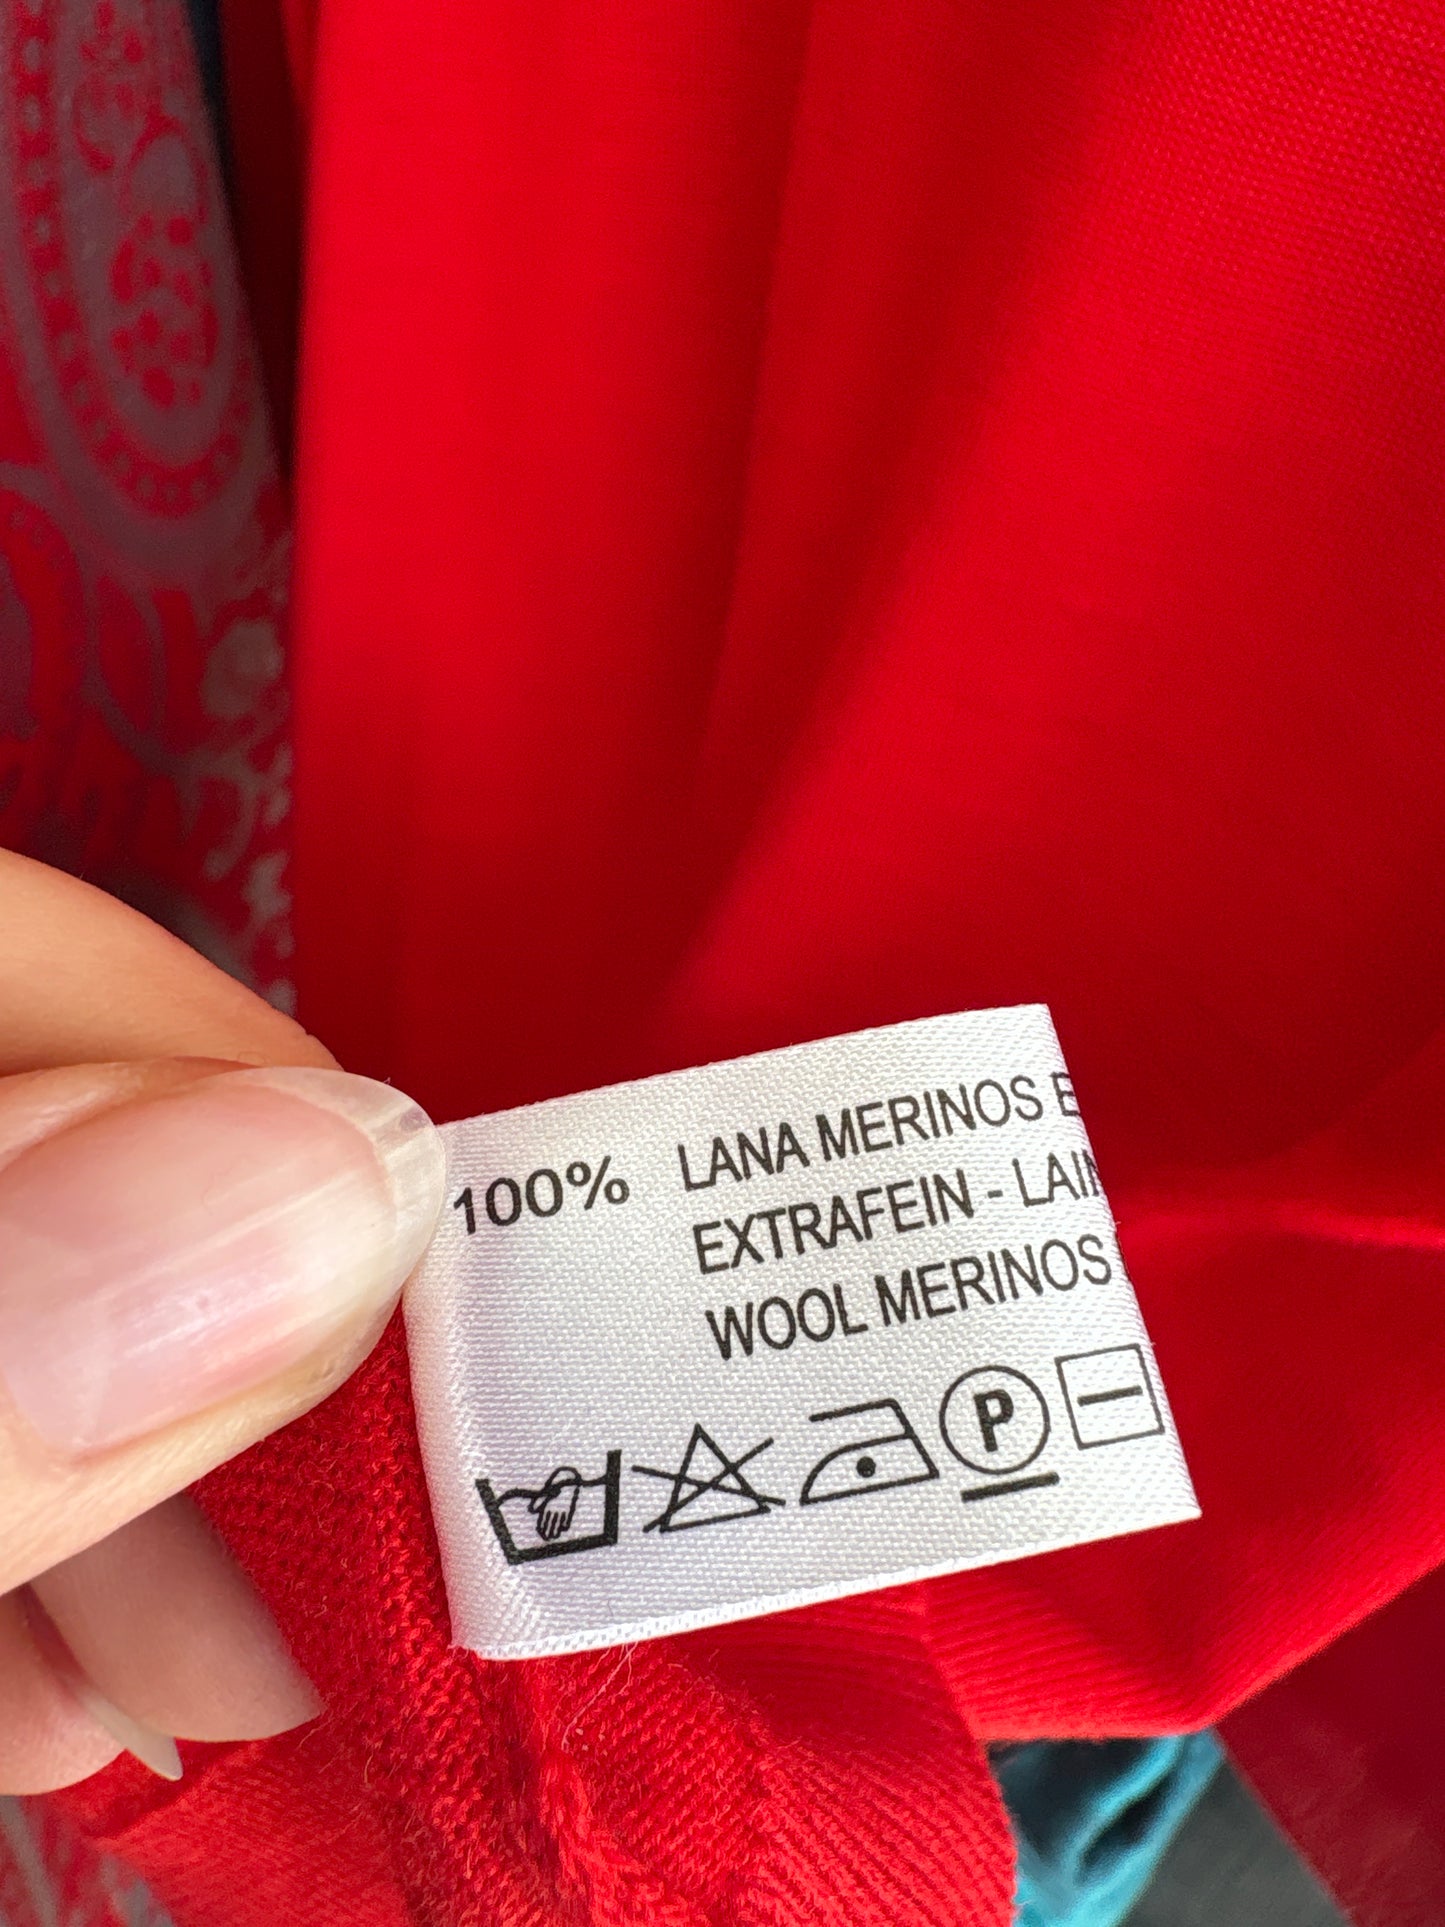 100% LANA MERINOS
EXTRAFEIN -
WOOL MERINOS
P